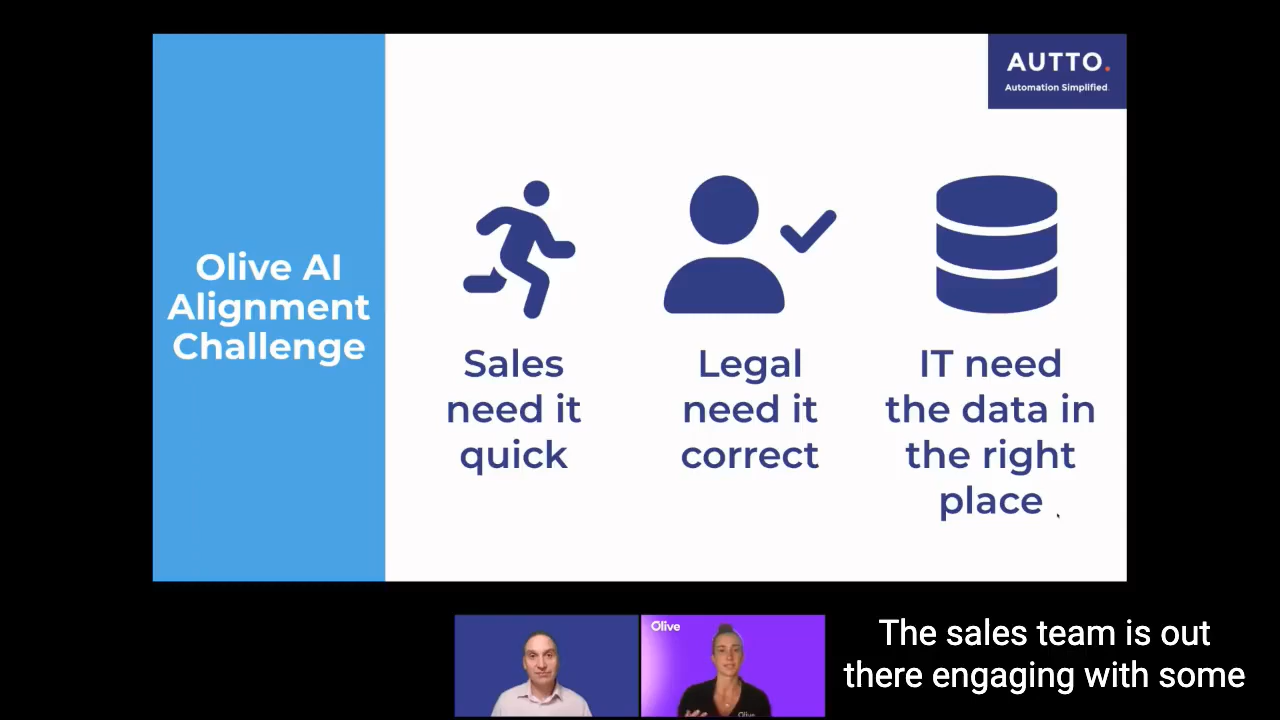 AUTTO.
Automation Simplified.
Olive AI
Alignment
Challenge
Sales
need it
quick
Legal
need it
correct
IT need
the data in
the right
place
Olive
Olive
The sales team is out
there engaging with some